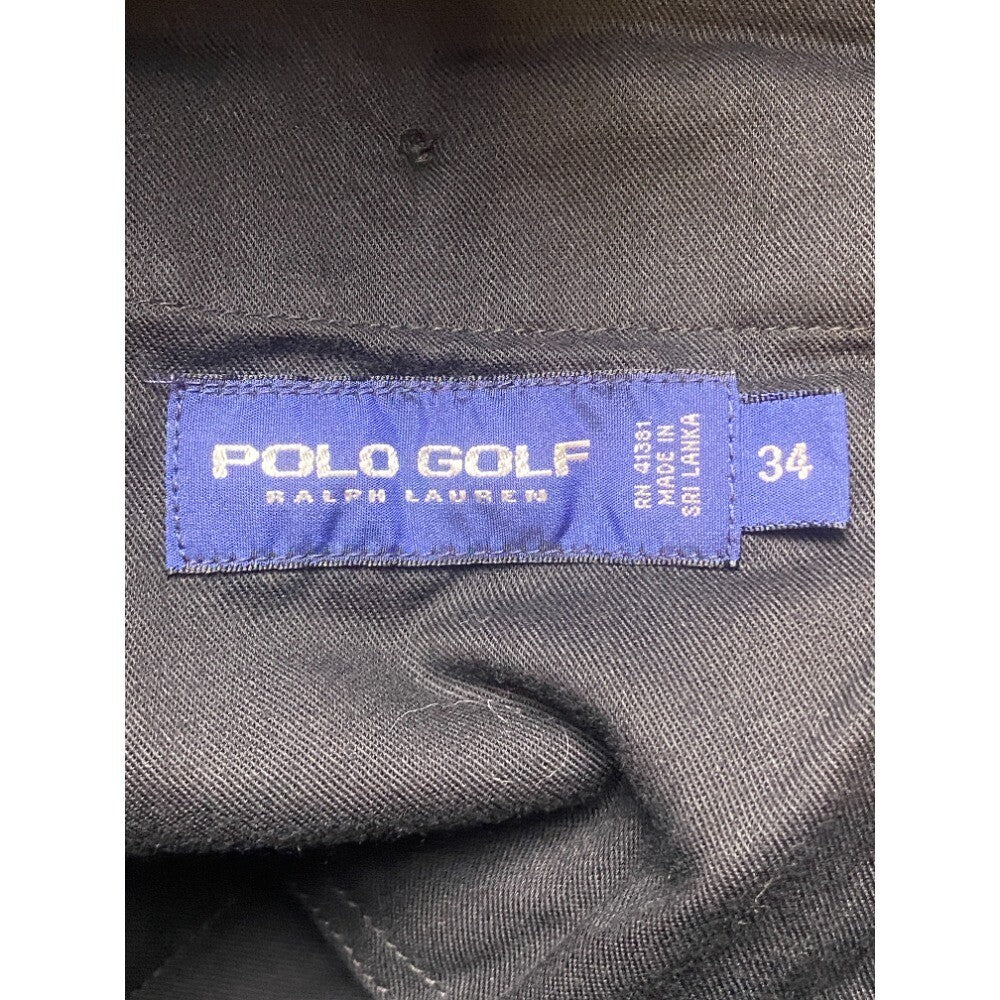 POLO GOLF
RALPH LAUREN
RN 41381
MADE IN
SRI LANKA
34